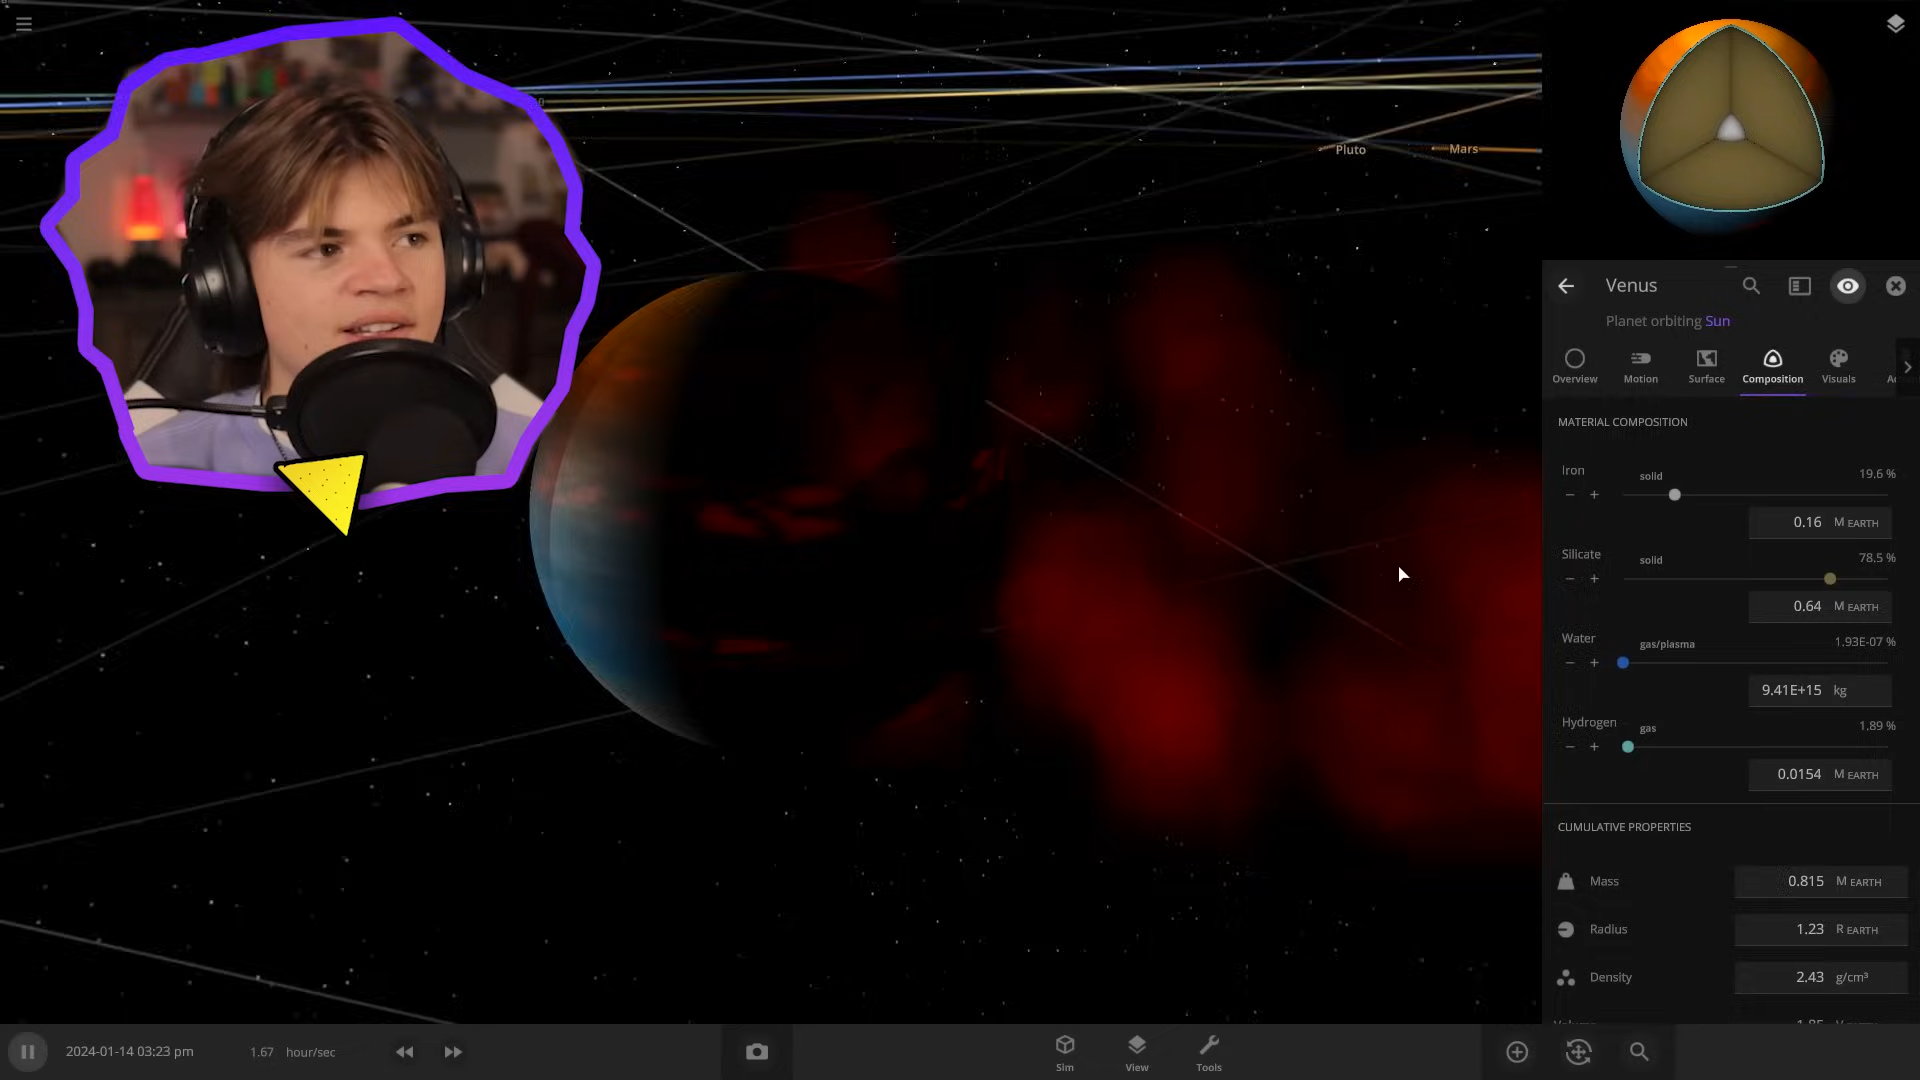 Pluto
Mars
Venus
Planet orbiting Sun
Overview
Motion
Surface
Composition
Visuals
MATERIAL COMPOSITION
Iron
solid
19.6 %
− +
0.16 M EARTH
Silicate
solid
78.5 %
− +
0.64 M EARTH
Water
gas/plasma
1.93E-07 %
− +
9.41E+15 kg
Hydrogen
gas
1.89 %
− +
0.0154 M EARTH
CUMULATIVE PROPERTIES
Mass
0.815 M EARTH
Radius
1.23 R EARTH
Density
2.43 g/cm³
2024-01-14 03:23 pm
1.67 hour/sec
Sim
View
Tools